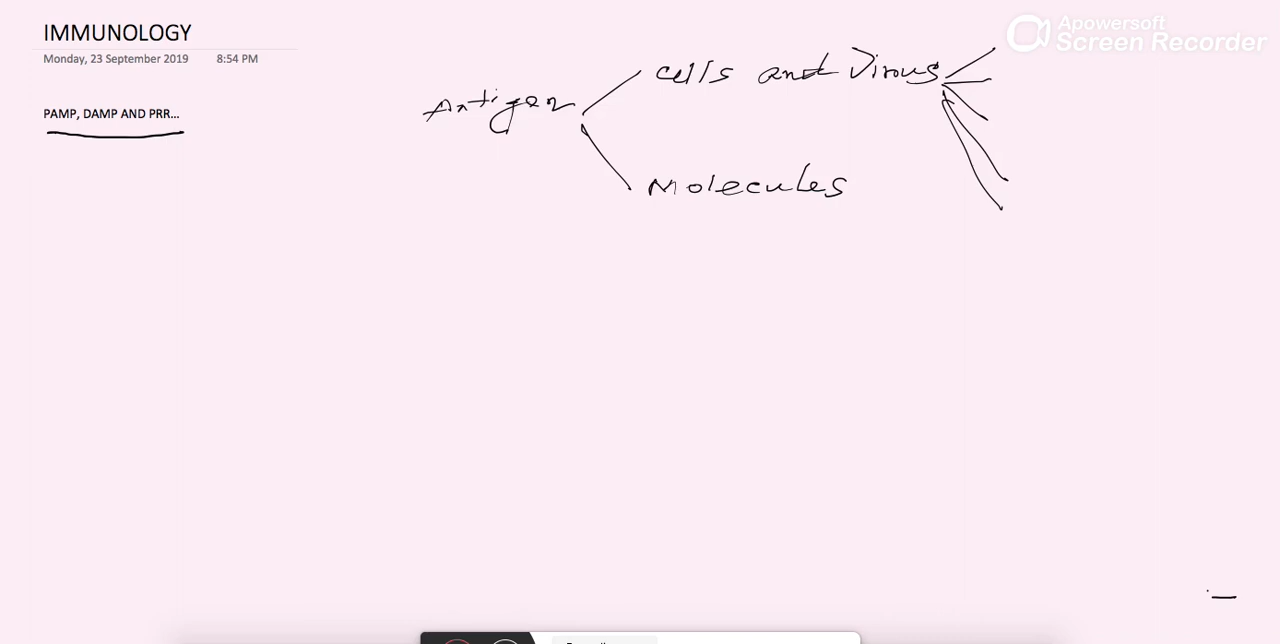 IMMUNOLOGY
Monday, 23 September 2019 8:54 PM
PAMP, DAMP AND PRR...
Antigen
cells and Virus
Molecules
Apowersoft
Screen Recorder